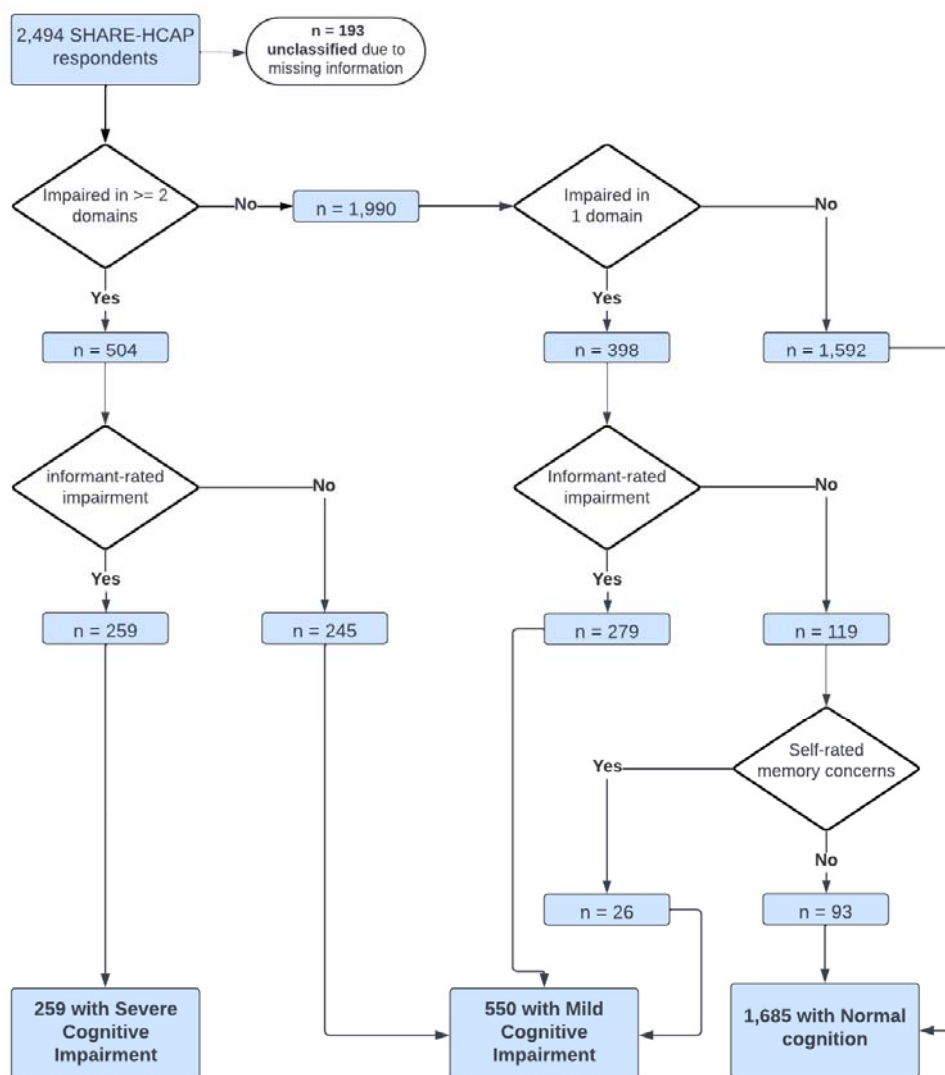 2,494 SHARE-HCAP
respondents
n = 193
unclassified due to
missing information
Impaired in >= 2
domains
No
n = 1,990
Impaired in
1 domain
No
Yes
Yes
n = 504
n = 398
n = 1,592
informant-rated
impairment
No
Informant-rated
impairment
No
Yes
Yes
n = 259
n = 245
n = 279
n = 119
Self-rated
memory concerns
Yes
No
n = 26
n = 93
259 with Severe
Cognitive
Impairment
550 with Mild
Cognitive
Impairment
1,685 with Normal
cognition